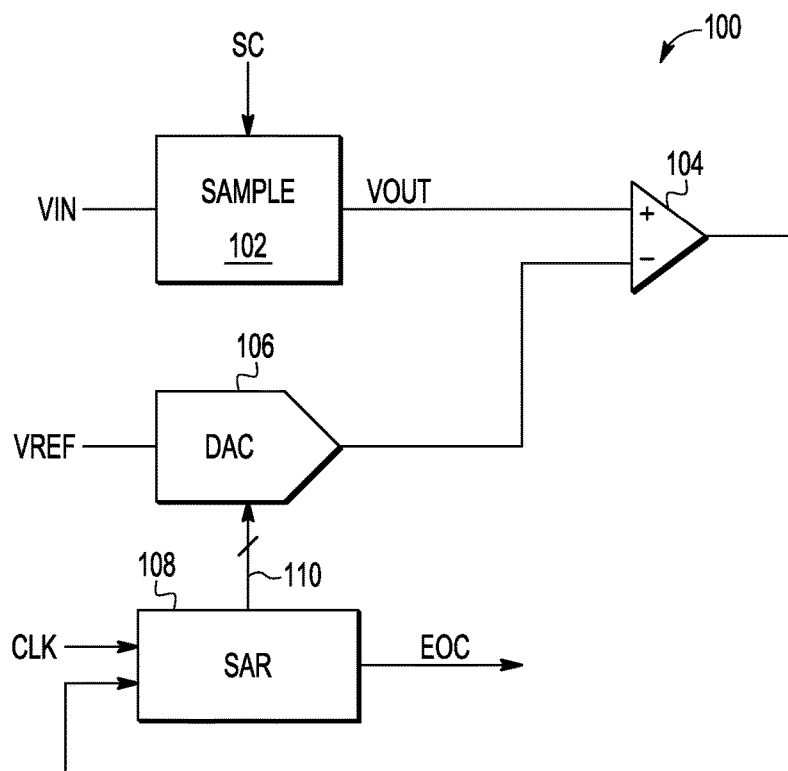 100
SC
104
VIN
SAMPLE
102
VOUT
+
−
106
VREF
DAC
108
110
CLK
SAR
EOC